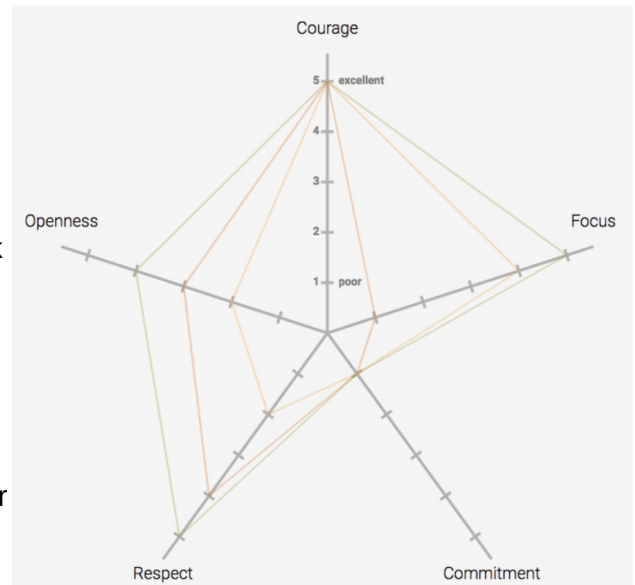 Courage
5 excellent
4
3
Openness
Focus
k
2
1 poor
r
Respect
Commitment